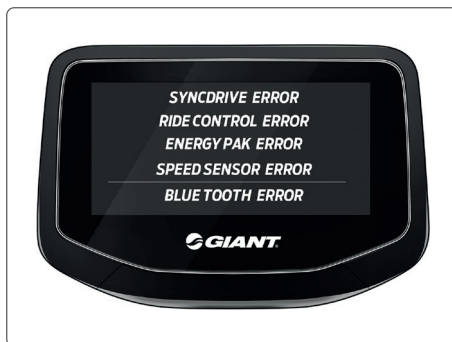 SYNCDRIVE ERROR
RIDE CONTROL ERROR
ENERGY PAK ERROR
SPEED SENSOR ERROR
BLUE TOOTH ERROR
GIANT